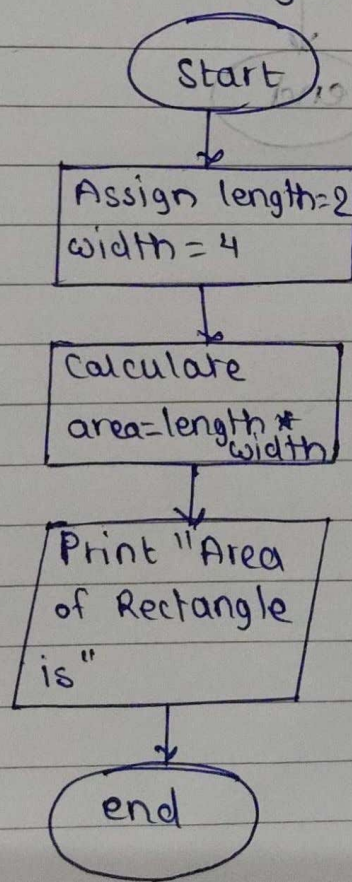 Start
Assign length=2
width = 4
Calculate
area=length *
width
Print "Area
of Rectangle
is"
end